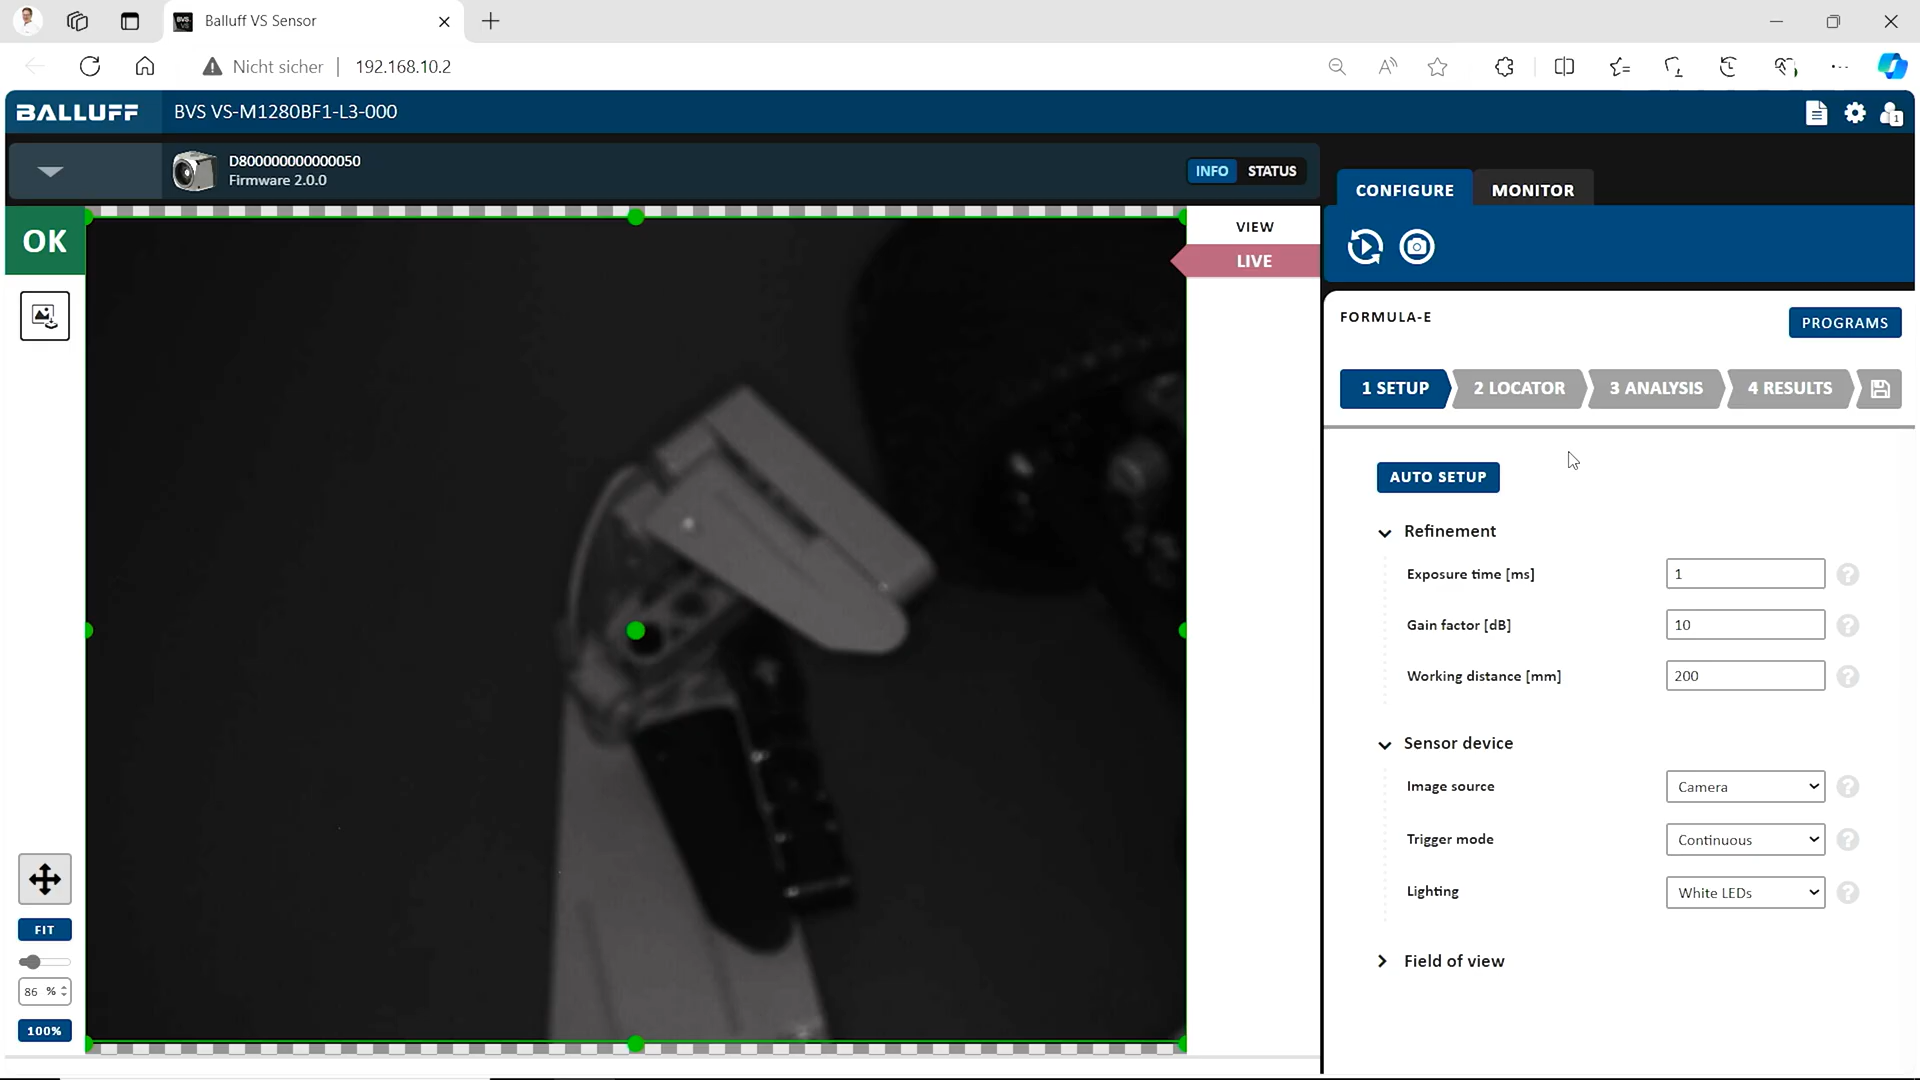 Balluff VS Sensor
Nicht sicher 192.168.10.2
BALLUFF BVS VS-M1280BF1-L3-000
1
D800000000000050
Firmware 2.0.0
INFO STATUS
CONFIGURE MONITOR
OK
VIEW
LIVE
FORMULA-E
PROGRAMS
1 SETUP 2 LOCATOR 3 ANALYSIS 4 RESULTS
AUTO SETUP
Refinement
Exposure time [ms] 1 ?
Gain factor [dB] 10 ?
Working distance [mm] 200 ?
Sensor device
Image source Camera ?
Trigger mode Continuous ?
Lighting White LEDs ?
Field of view
FIT
86 %
100%